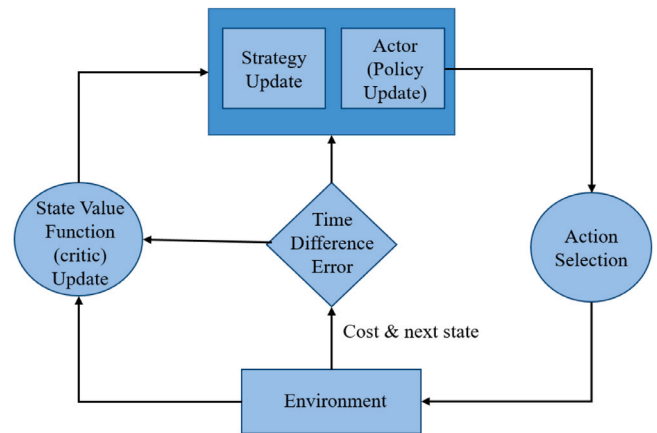 Strategy
Update
Actor
(Policy
Update)
State Value
Function
(critic)
Update
Time
Difference
Error
Action
Selection
Cost & next state
Environment